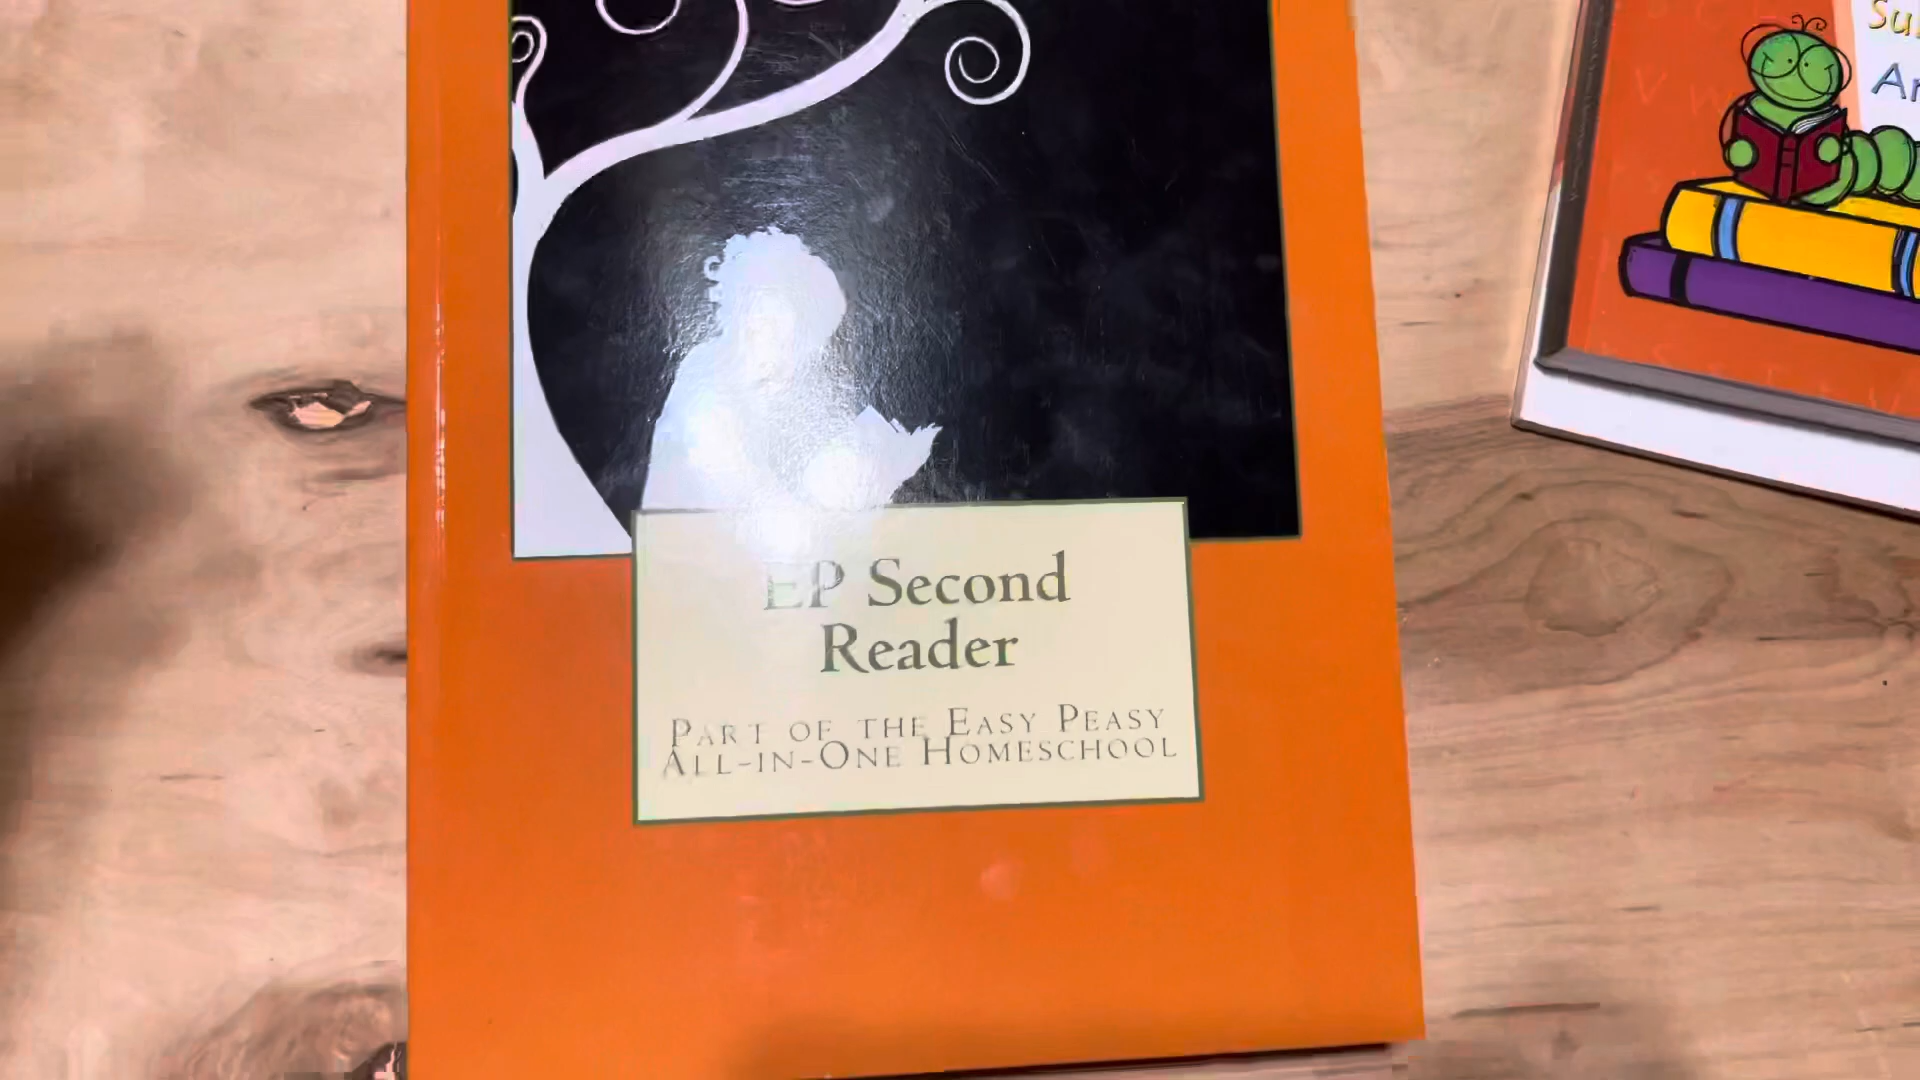 EP Second
Reader
PART OF THE EASY PEASY
ALL-IN-ONE HOMESCHOOL